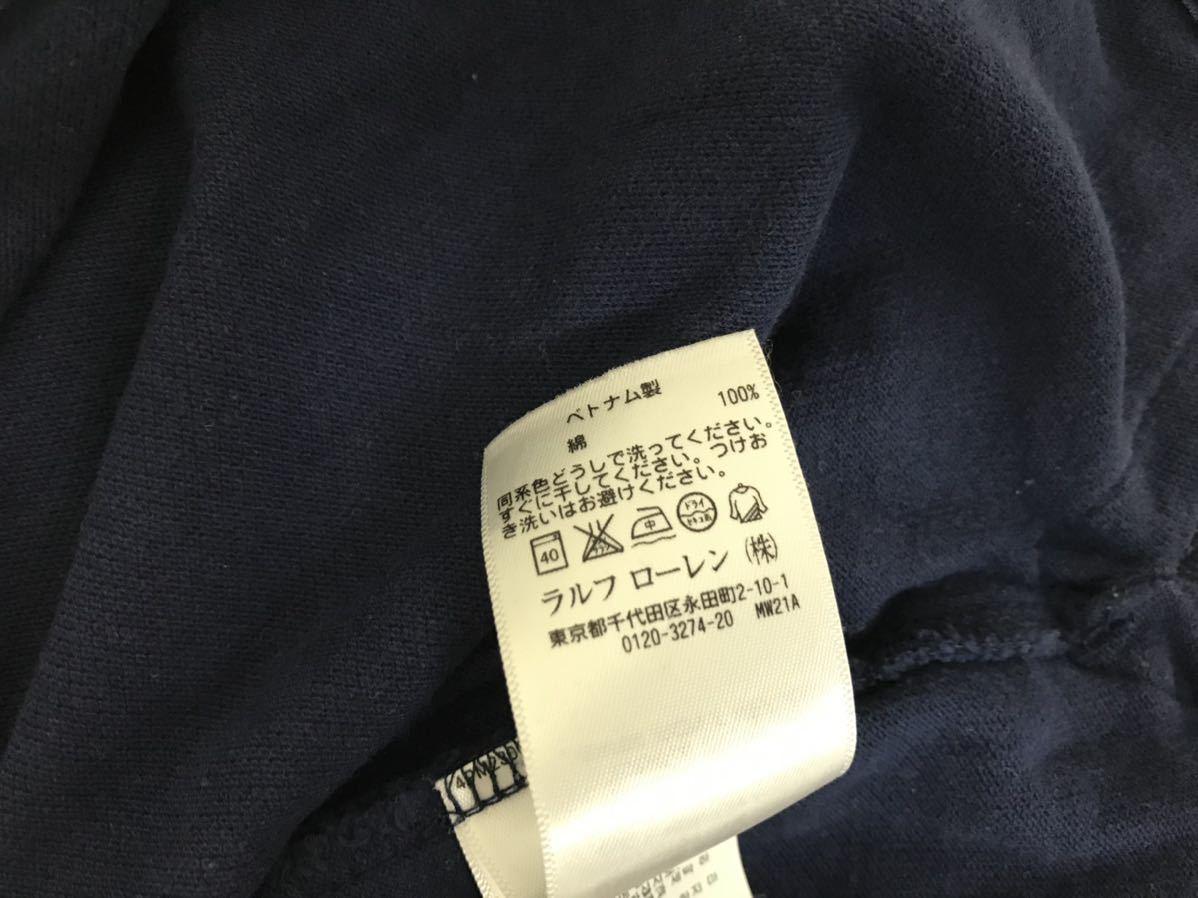 ベトナム製
綿 100%
同系色どうしで洗ってください。
すぐに干してください。つけお
き洗いはお避けください。
40 中 ドライ
ラルフ ローレン (株)
東京都千代田区永田町2-10-1
0120-3274-20 MW21A